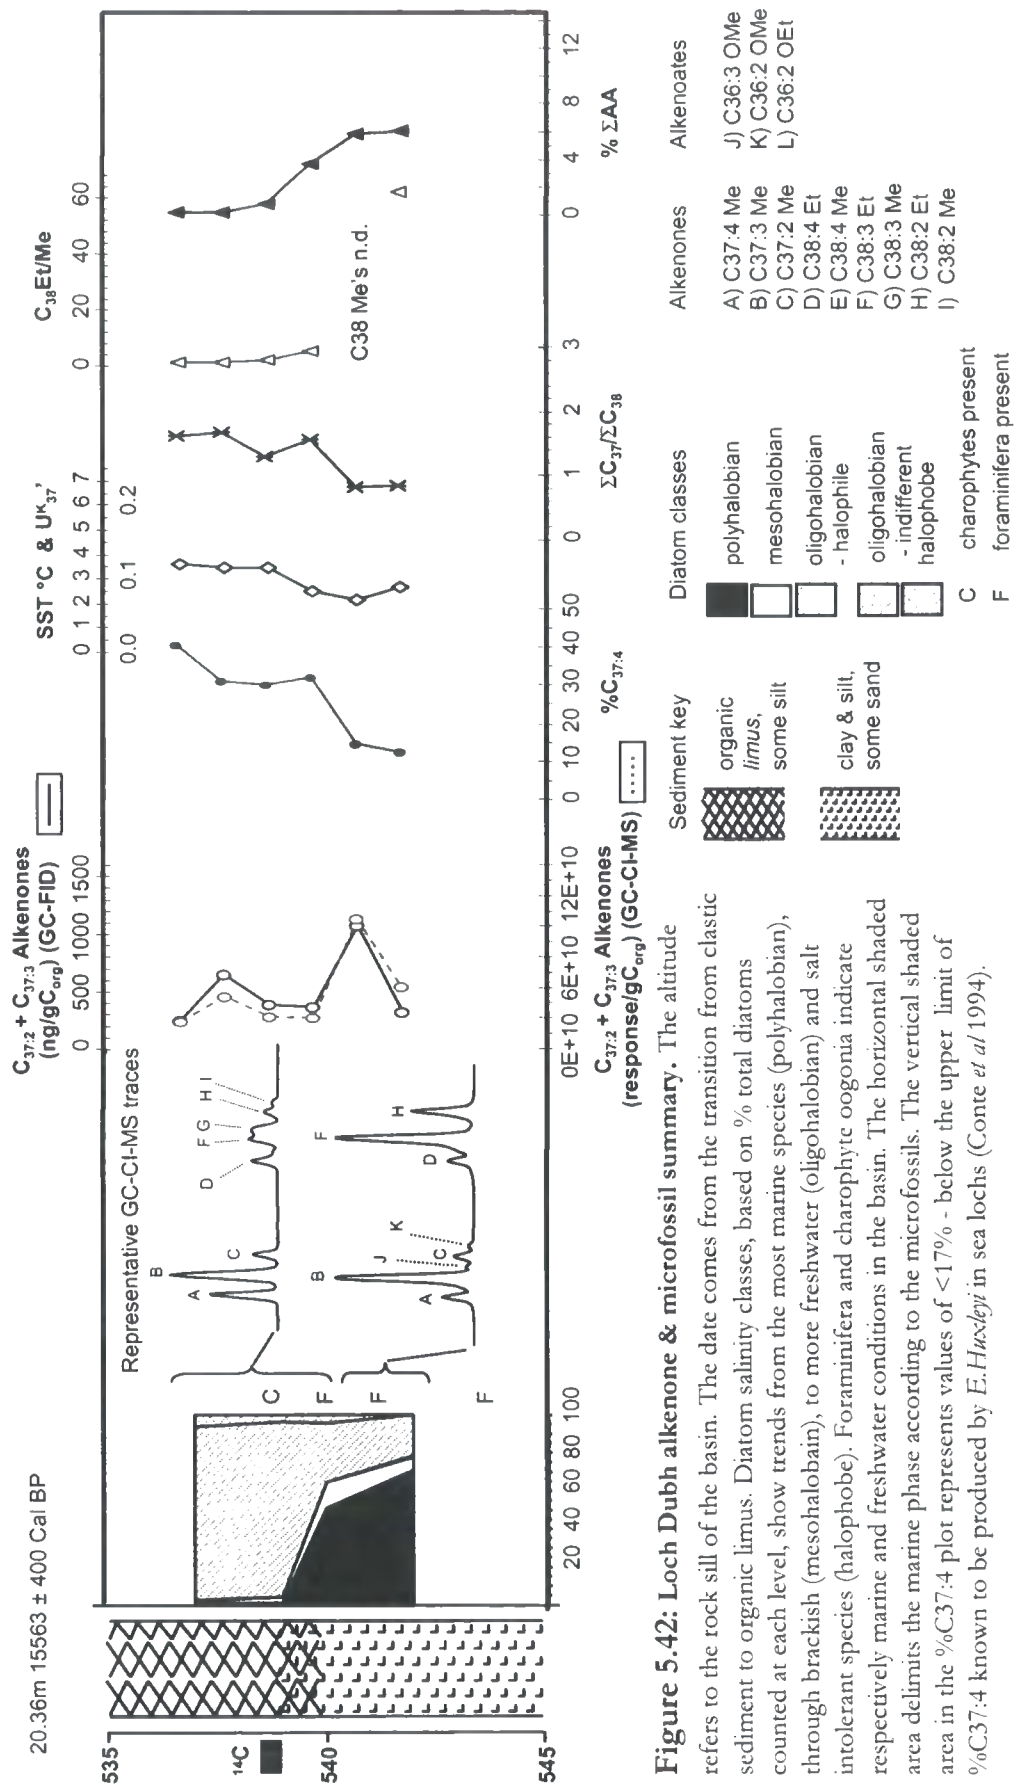 20.36m 15563 ± 400 Cal BP
535
¹⁴C
540
545
20 40 60 80 100
C
F
F
F
Representative GC-CI-MS traces
A
B
C
D
F G
H I
A
B
J
C
K
D
F
H
C₃₇:₂ + C₃₇:₃ Alkenones
(ng/gCorg) (GC-FID)
0 500 1000 1500
0E+10 6E+10 12E+10
C₃₇:₂ + C₃₇:₃ Alkenones
(response/gCorg) (GC-CI-MS)
0 10 20 30 40 50
%C₃₇:₄
SST °C & Uᴷ₃₇'
0 1 2 3 4 5 6 7
0.0 0.1 0.2
0 1 2 3
ΣC₃₇/ΣC₃₈
C₃₈Et/Me
0 20 40 60
C38 Me's n.d.
0 4 8 12
% ΣAA
Sediment key
organic
limus,
some silt
clay & silt,
some sand
Diatom classes
polyhalobian
mesohalobian
oligohalobian
- halophile
oligohalobian
- indifferent
halophobe
C charophytes present
F foraminifera present
Alkenones
A) C37:4 Me
B) C37:3 Me
C) C37:2 Me
D) C38:4 Et
E) C38:4 Me
F) C38:3 Et
G) C38:3 Me
H) C38:2 Et
I) C38:2 Me
Alkenoates
J) C36:3 OMe
K) C36:2 OMe
L) C36:2 OEt
Figure 5.42: Loch Dubh alkenone & microfossil summary. The altitude
refers to the rock sill of the basin. The date comes from the transition from clastic
sediment to organic limus. Diatom salinity classes, based on % total diatoms
counted at each level, show trends from the most marine species (polyhalobian),
through brackish (mesohalobain), to more freshwater (oligohalobian) and salt
intolerant species (halophobe). Foraminifera and charophyte oogonia indicate
respectively marine and freshwater conditions in the basin. The horizontal shaded
area delimits the marine phase according to the microfossils. The vertical shaded
area in the %C37:4 plot represents values of <17% - below the upper limit of
%C37:4 known to be produced by E.Huxleyi in sea lochs (Conte et al 1994).